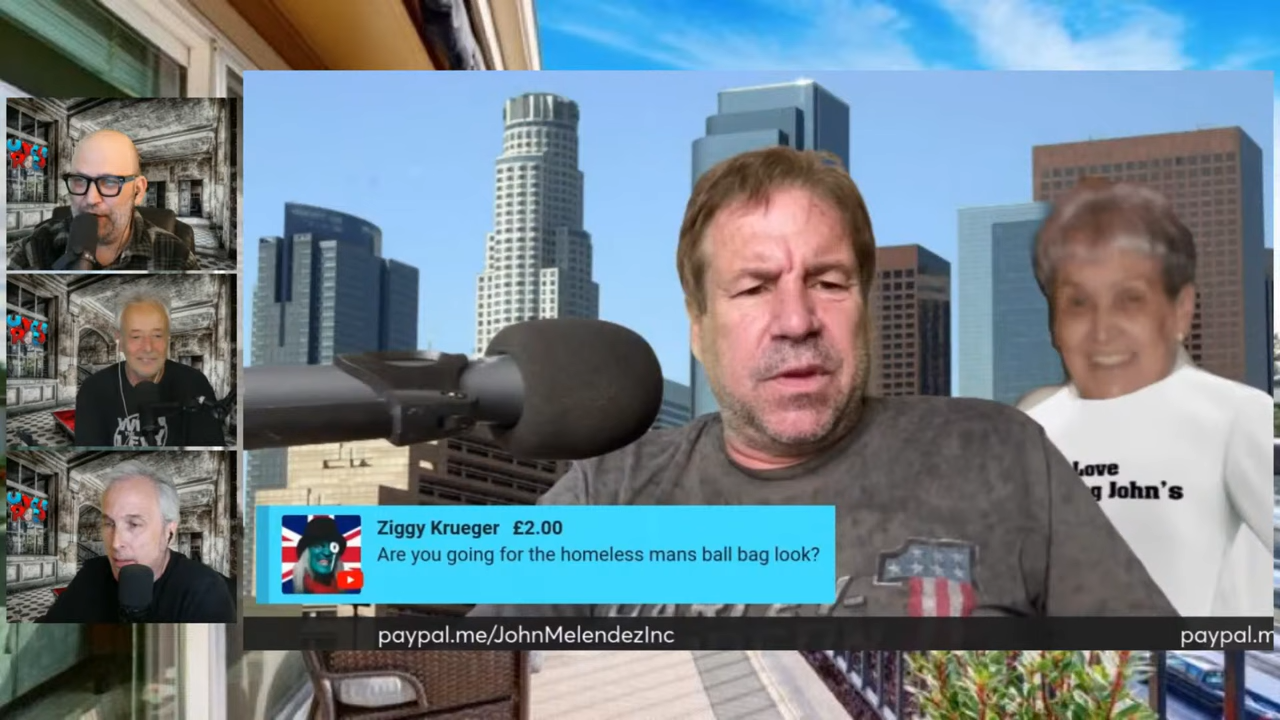 Ziggy Krueger £2.00
Are you going for the homeless mans ball bag look?
Love
g John's
paypal.me/JohnMelendezInc
paypal.m